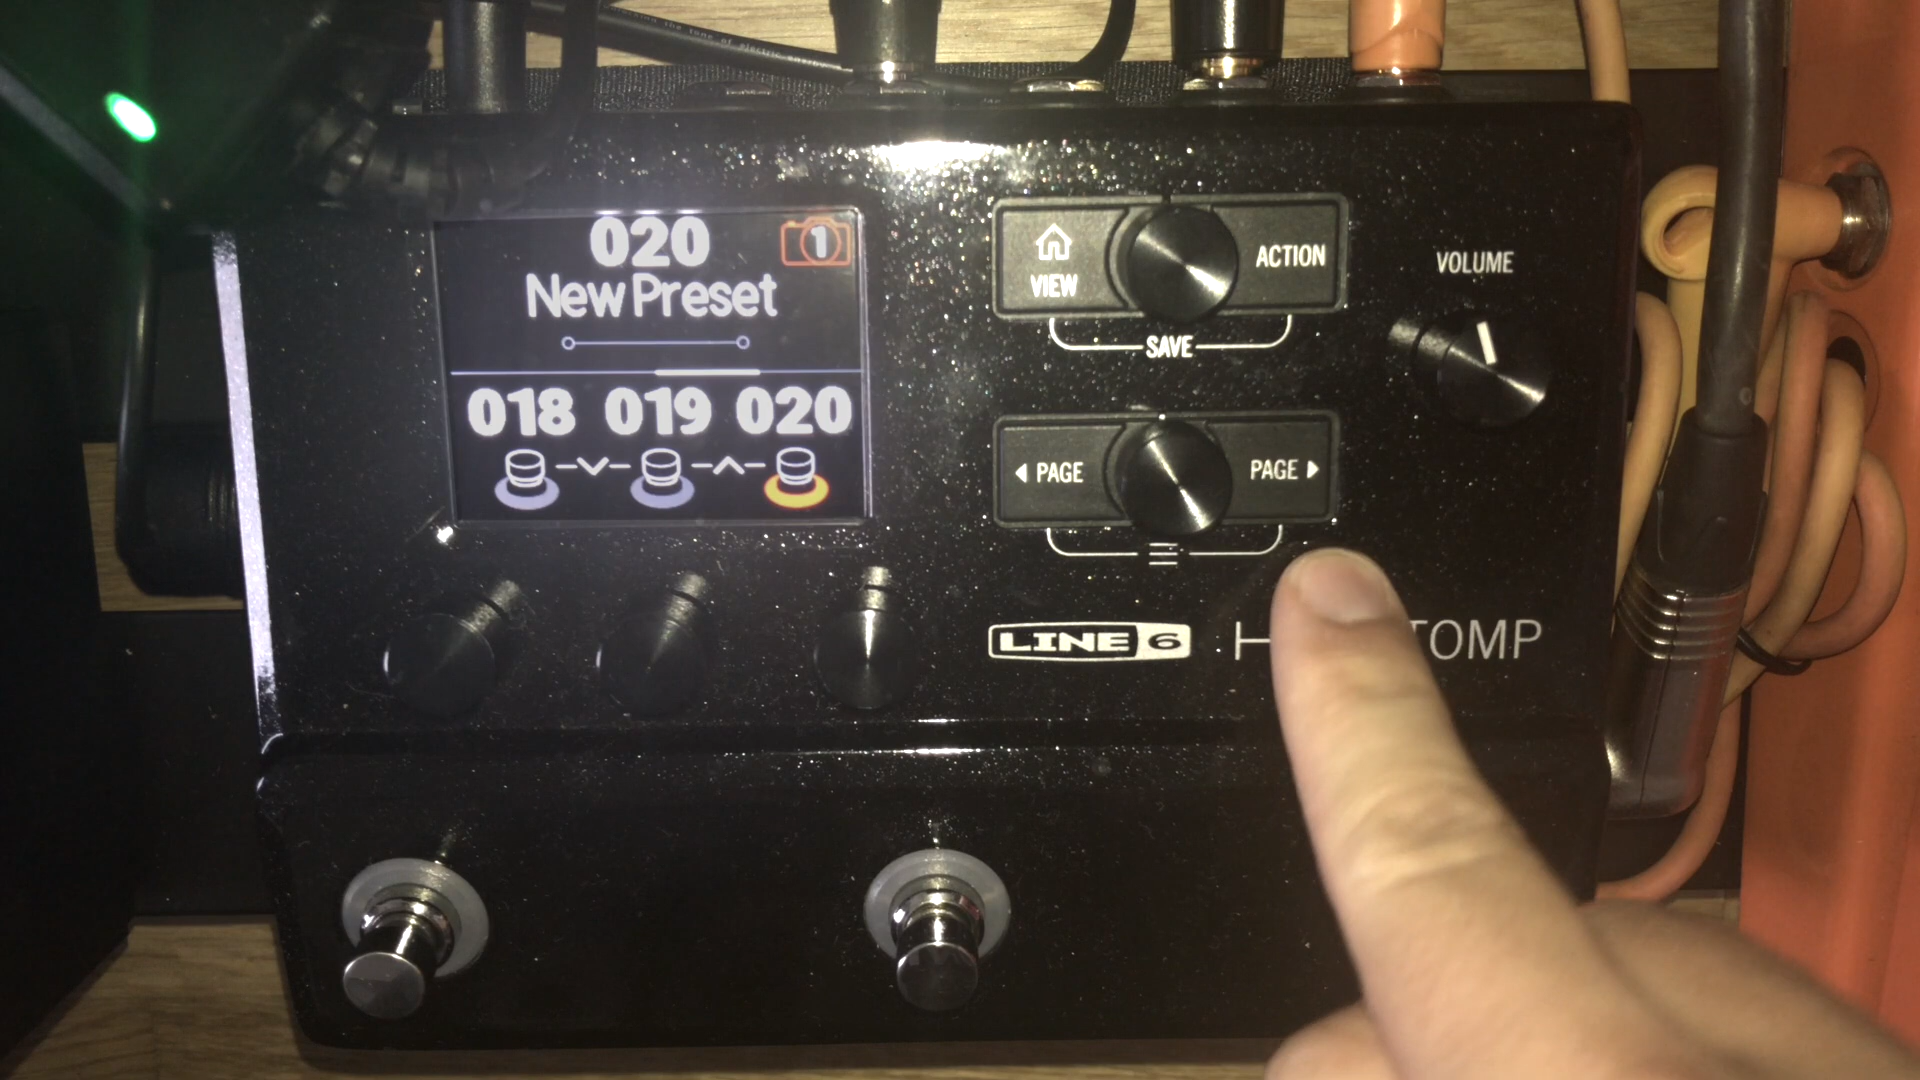 020
1
New Preset
018 019 020
VIEW
ACTION
SAVE
PAGE
PAGE
VOLUME
LINE 6
H TOMP